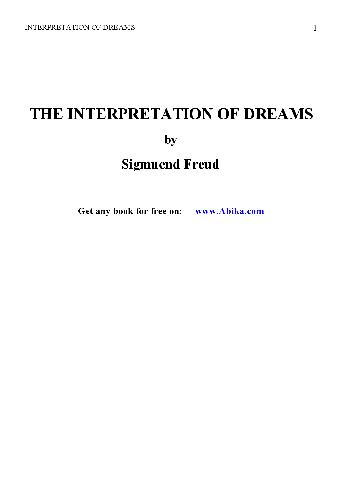 INTERPRETATION OF DREAMS 1
THE INTERPRETATION OF DREAMS
by
Sigmuend Freud
Get any book for free on: www.Abika.com